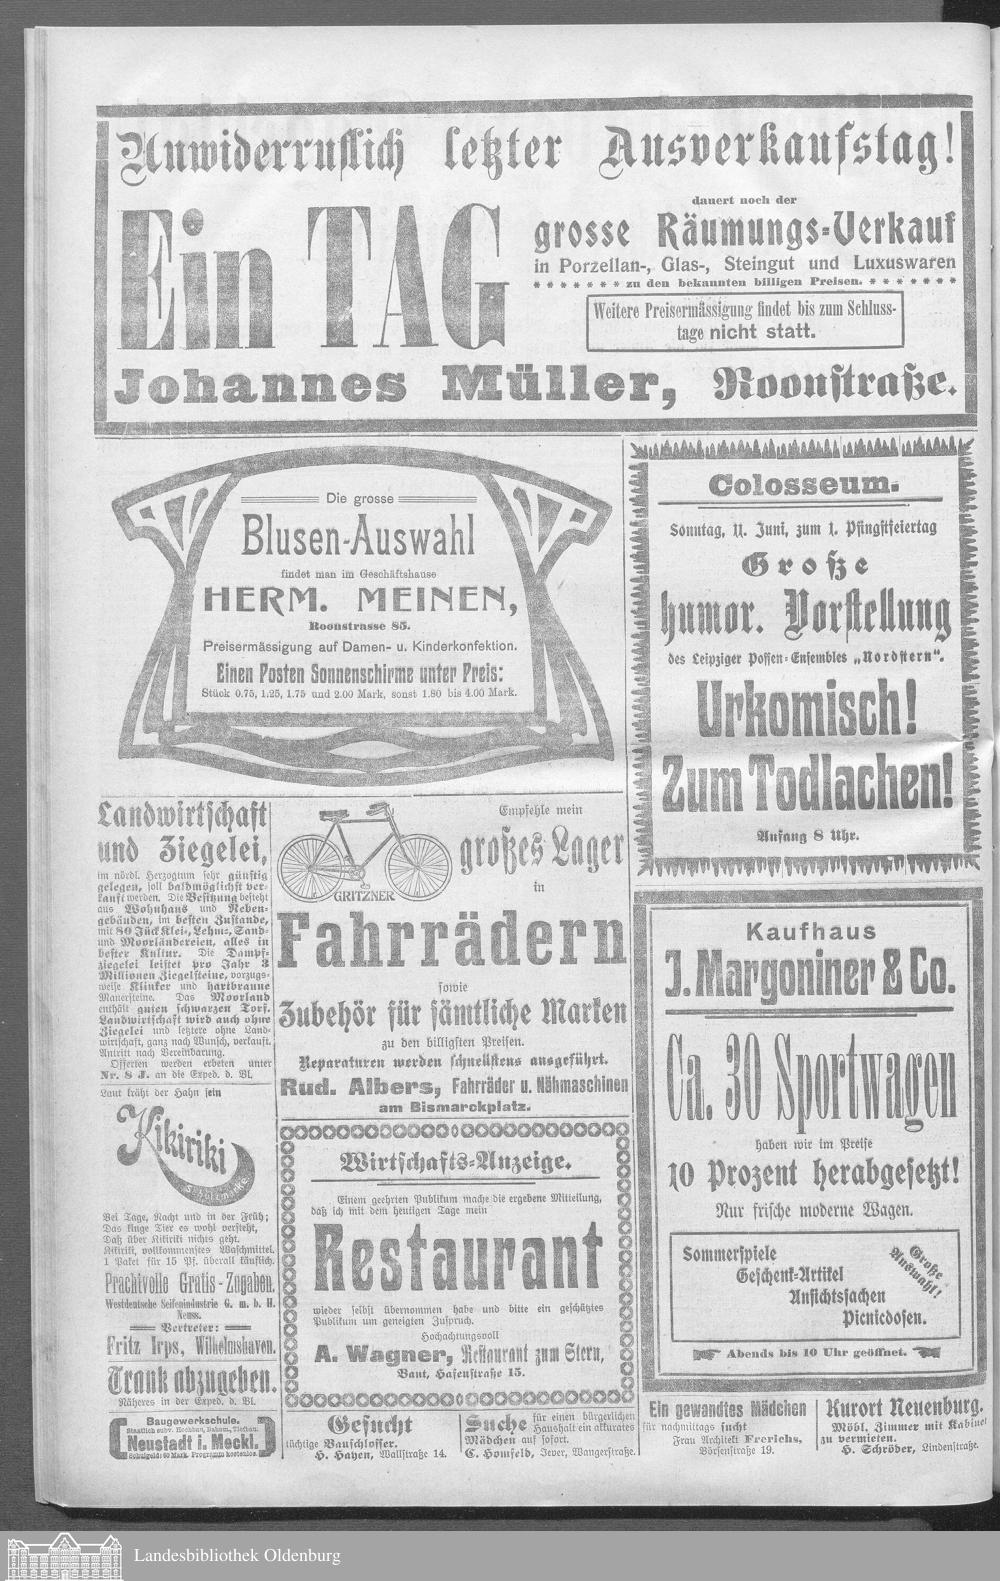 Unwiderruflich letzter Ausverkaufstag!
Ein TAG
dauert noch der
grosse Räumungs-Verkauf
in Porzellan-, Glas-, Steingut und Luxuswaren
* * * * * * * zu den bekannten billigen Preisen. * * * * * * *
Weitere Preisermässigung findet bis zum Schluss-
tage nicht statt.
Johannes Müller, Roonstraße.
Die grosse
Blusen-Auswahl
findet man im Geschäftshause
HERM. MEINEN,
Roonstrasse 85.
Preisermässigung auf Damen- u. Kinderkonfektion.
Einen Posten Sonnenschirme unter Preis:
Stück 0.75, 1.25, 1.75 und 2.00 Mark, sonst 1.80 bis 4.00 Mark.
Colosseum.
Sonntag, 11. Juni, zum 1. Pfingstfeiertag
Große
humor. Vorstellung
des Leipziger Possen-Ensembles „Nordstern“.
Urkomisch!
Zum Todlachen!
Anfang 8 Uhr.
Landwirtschaft
und Ziegelei,
im nördl. Herzogtum sehr günstig
gelegen, soll baldmöglichst ver-
kauft werden. Die Besitzung besteht
aus Wohnhaus und Neben-
gebäuden, im besten Zustande,
mit 80 Jück Klei-, Lehm-, Sand-
und Moorländereien, alles in
bester Kultur. Die Dampf-
ziegelei leistet pro Jahr 3
Millionen Ziegelsteine, vorzugs-
weise Klinker und hartbraune
Mauersteine. Das Moorland
enthält guten schwarzen Torf.
Landwirtschaft wird auch ohne
Ziegelei und letztere ohne Land-
wirtschaft, ganz nach Wunsch, verkauft.
Antritt nach Vereinbarung.
Offerten werden erbeten unter
Nr. 8 J. an die Exped. d. Bl.
Laut kräht der Hahn sein
Kikiriki
Schutzmarke.
Bei Tage, Nacht und in der Früh;
Das kluge Tier es wohl versteht,
Daß über Kikiriki nichts geht.
Kikiriki, vollkommenstes Waschmittel.
1 Paket für 15 Pf. überall käuflich.
Prachtvolle Gratis-Zugaben.
Westdeutsche Seifenindustrie G. m. b. H.
Neuss.
Vertreter:
Fritz Irps, Wilhelmshaven.
Trank abzugeben.
Näheres in der Exped. d. Bl.
Baugewerkschule.
Staatlich subv. Hochbau, Bahnm., Tiefbau.
Neustadt i. Meckl.
Schulgeld: 80 Mark. Programm kostenlos.
GRITZNER
Empfehle mein
großes Lager
in
Fahrrädern
sowie
Zubehör für sämtliche Marken
zu den billigsten Preisen.
Reparaturen werden schnellstens ausgeführt.
Rud. Albers, Fahrräder u. Nähmaschinen
am Bismarckplatz.
Wirtschafts-Anzeige.
Einem geehrten Publikum mache die ergebene Mitteilung,
daß ich mit dem heutigen Tage mein
Restaurant
wieder selbst übernommen habe und bitte ein geschätztes
Publikum um geneigten Zuspruch.
Hochachtungsvoll
A. Wagner, Restaurant zum Stern,
Bant, Hafenstraße 15.
Kaufhaus
J. Margoniner & Co.
Ca. 30 Sportwagen
haben wir im Preise
10 Prozent herabgesetzt!
Nur frische moderne Wagen.
Sommerspiele
Geschenk-Artikel
Ansichtssachen
Picnicdosen.
Große
Auswahl!
Abends bis 10 Uhr geöffnet.
Gesucht
tüchtige Bauschlosser.
H. Hayen, Wallstraße 14.
Suche für einen bürgerlichen
Haushalt ein akkurates
Mädchen auf sofort.
C. Homfeld, Jever, Wangerstraße.
Ein gewandtes Mädchen
für nachmittags sucht
Frau Architekt Frerichs,
Börsenstraße 19.
Kurort Neuenburg.
Möbl. Zimmer mit Kabinet
zu vermieten.
H. Schröder, Lindenstraße.
Landesbibliothek Oldenburg